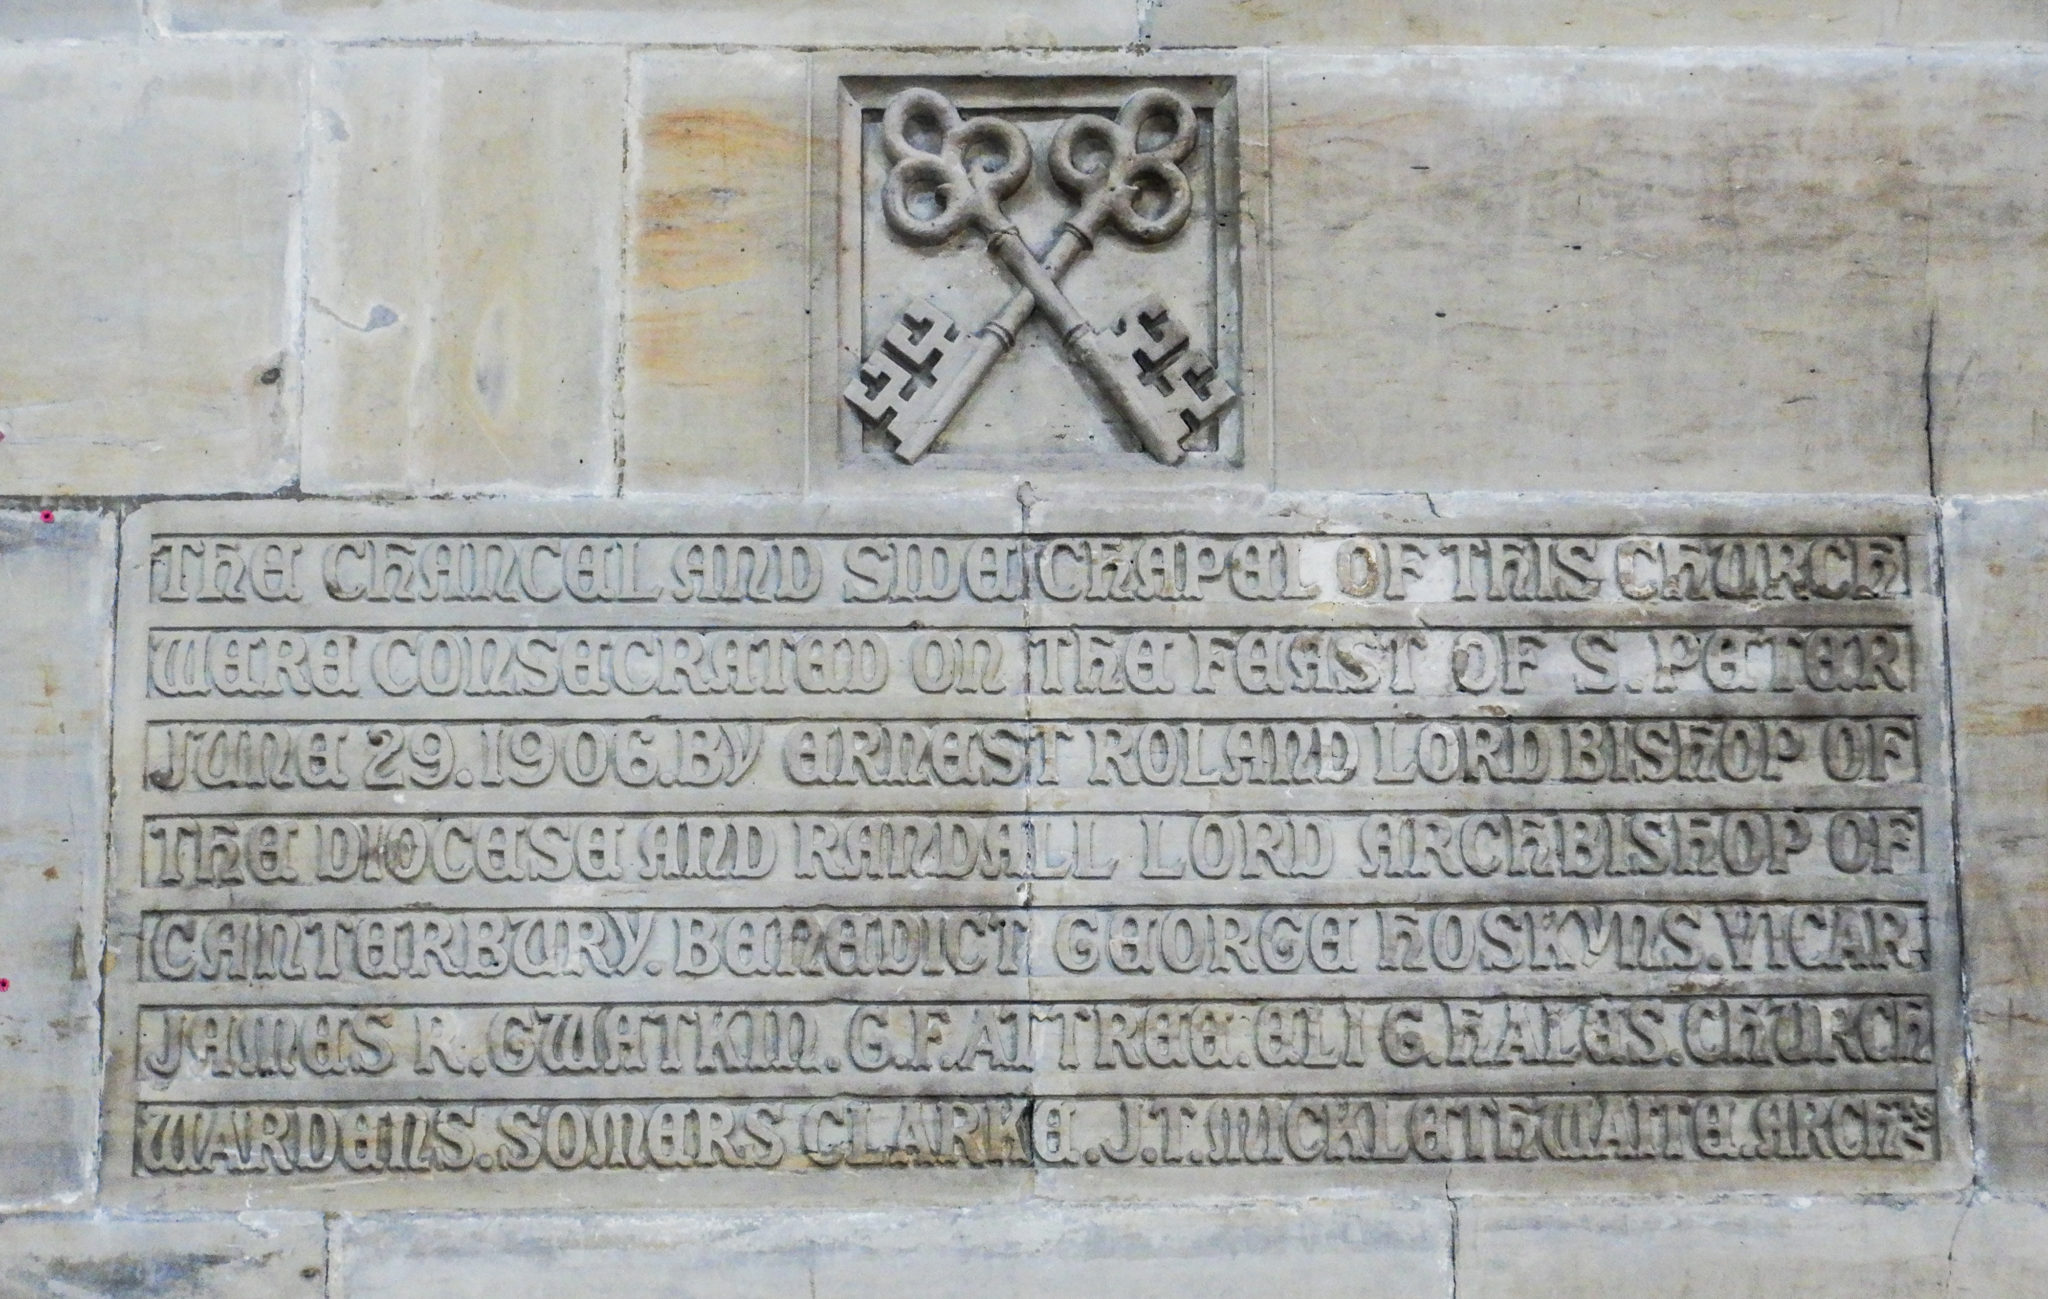 THE CHANCEL AND SIDE CHAPEL OF THIS CHURCH
WERE CONSECRATED ON THE FEAST OF S. PETER
JUNE 29. 1906. BY ERNEST ROLAND LORD BISHOP OF
THE DIOCESE AND RANDALL LORD ARCHBISHOP OF
CANTERBURY. BENEDICT GEORGE HOSKYNS. VICAR
JAMES R. GWATKIN. G. F. ATTREE. ELI G. HALES. CHURCH
WARDENS. SOMERS CLARKE. J. T. MICKLETHWAITE. ARCHTS